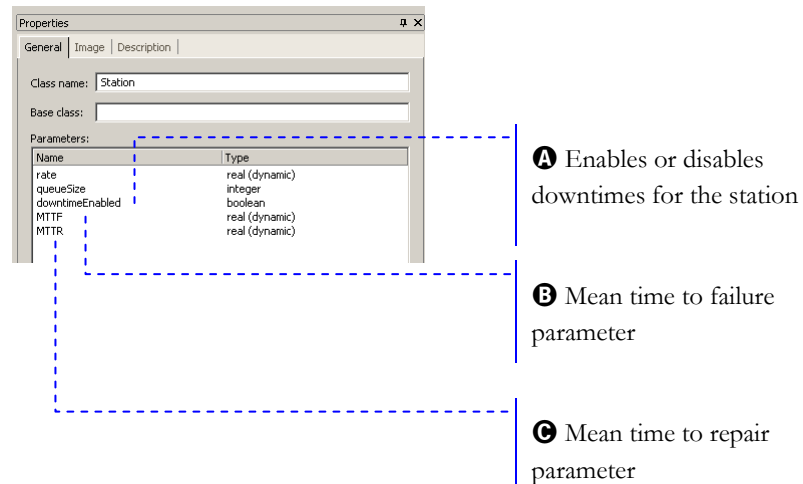 Properties
General Image Description
Class name: Station
Base class:
Parameters:
Name Type
rate real (dynamic)
queueSize integer
downtimeEnabled boolean
MTTF real (dynamic)
MTTR real (dynamic)
A Enables or disables
downtimes for the station
B Mean time to failure
parameter
C Mean time to repair
parameter